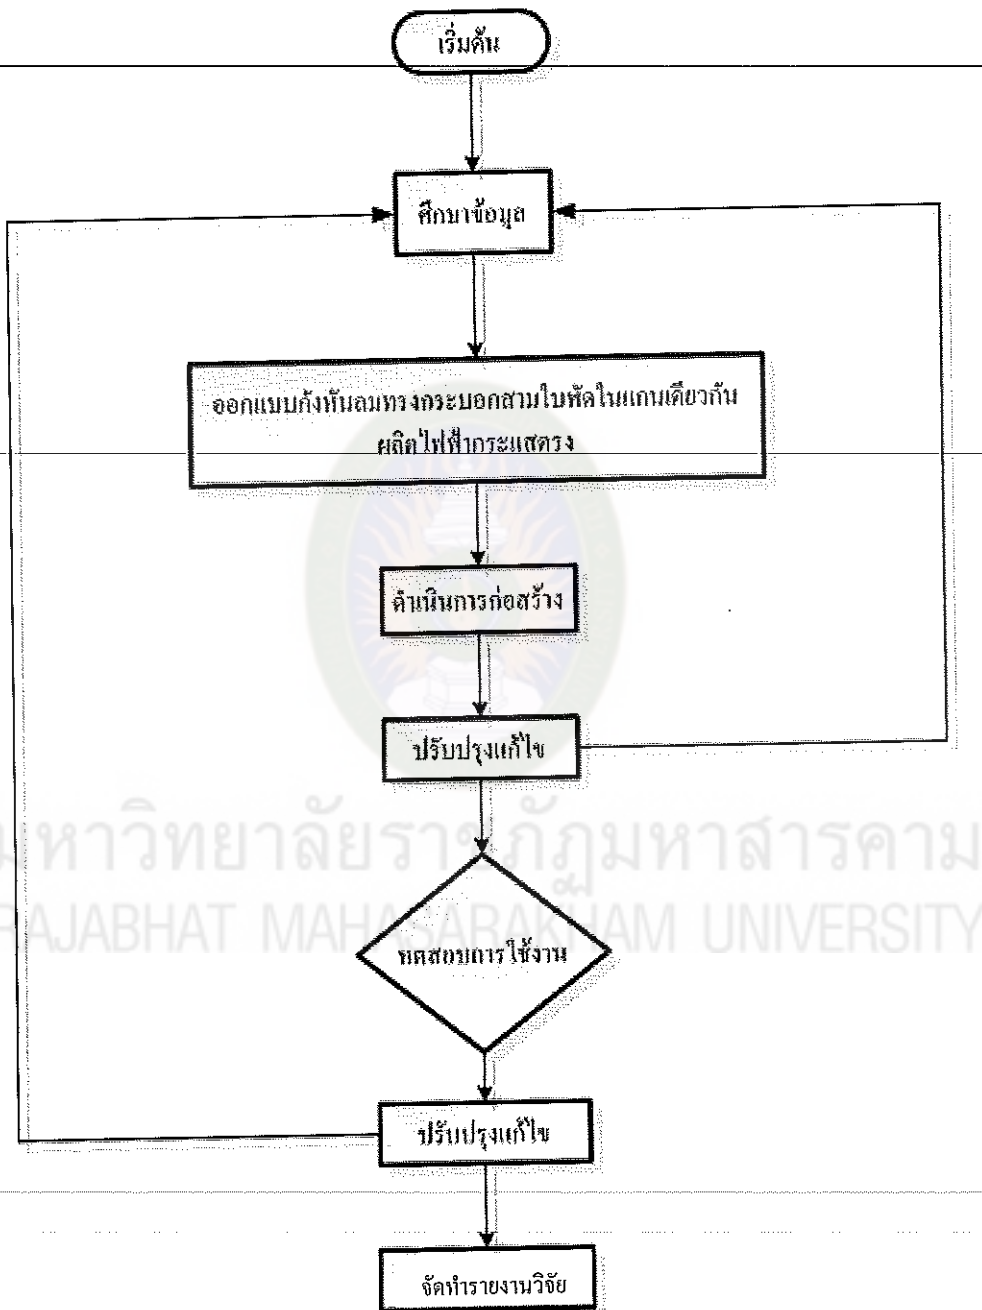 เริ่มต้น
ศึกษาข้อมูล
ออกแบบกังหันลมทรงกระบอกสามใบพัดในแกนเดียวกัน
ผลิตไฟฟ้ากระแสตรง
ดำเนินการก่อสร้าง
ปรับปรุงแก้ไข
มหาวิทยาลัยราชภัฏมหาสารคาม
RAJABHAT MAHASARAKHAM UNIVERSITY
ทดสอบการใช้งาน
ปรับปรุงแก้ไข
จัดทำรายงานวิจัย